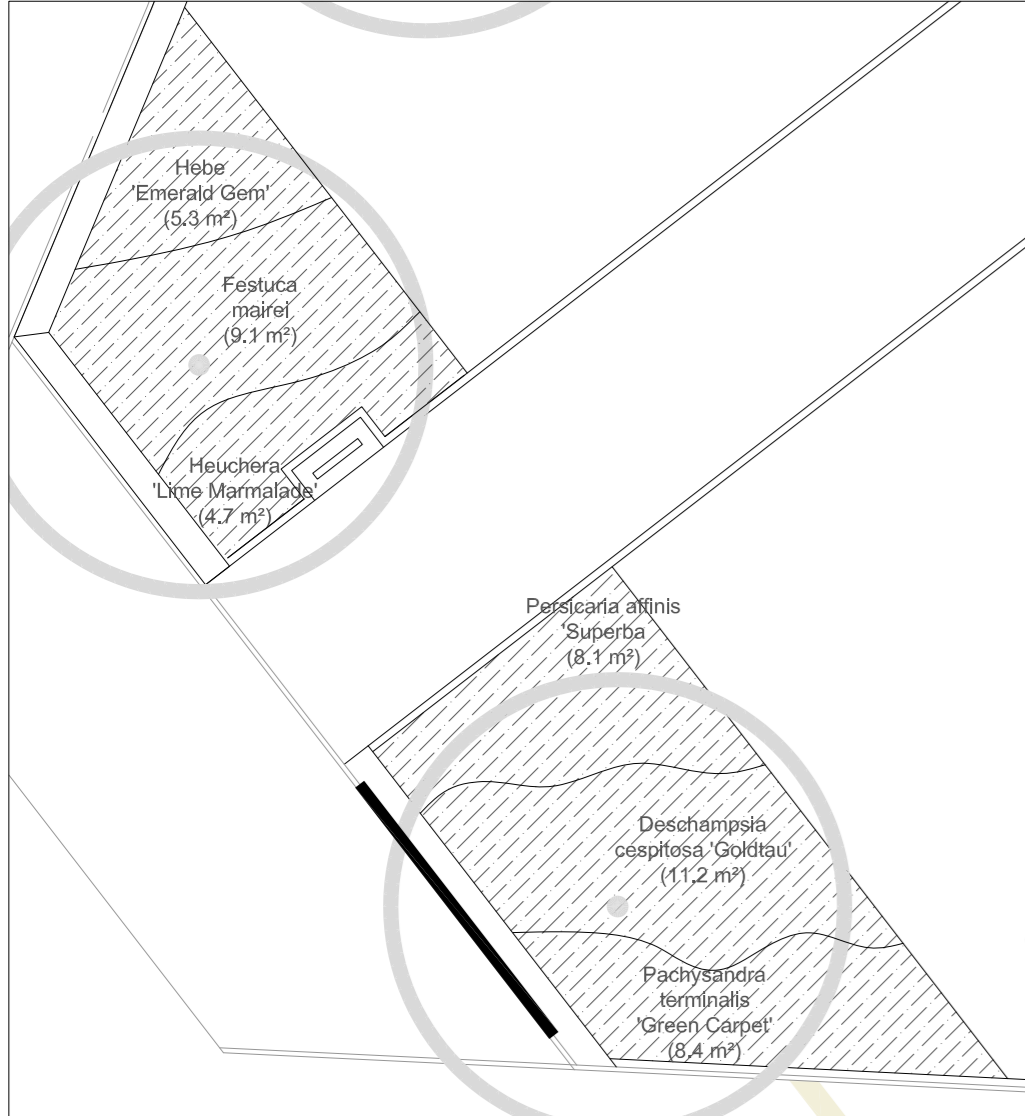 Hebe
'Emerald Gem'
(5.3 m²)
Festuca
mairei
(9.1 m²)
Heuchera
'Lime Marmalade'
(4.7 m²)
Persicaria affinis
'Superba
(8.1 m²)
Deschampsia
cespitosa 'Goldtau'
(11.2 m²)
Pachysandra
terminalis
'Green Carpet'
(8.4 m²)